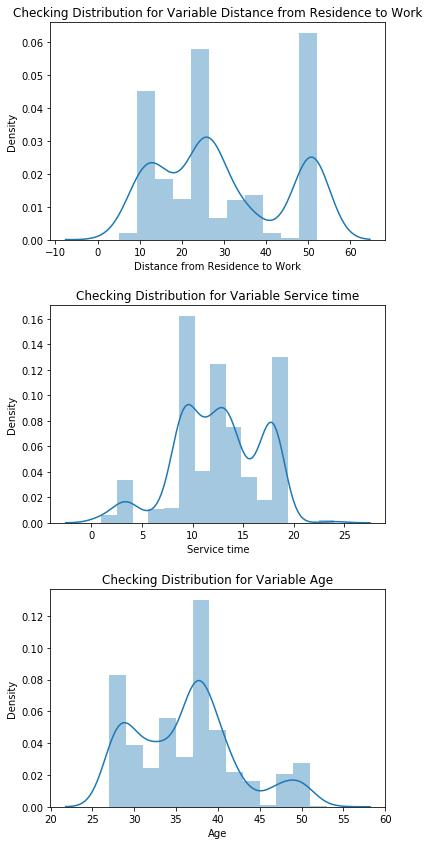 Checking Distribution for Variable Distance from Residence to Work
0.06
0.05
0.04
0.03
0.02
0.01
0.00
Density
−10 0 10 20 30 40 50 60
Distance from Residence to Work
Checking Distribution for Variable Service time
0.16
0.14
0.12
0.10
0.08
0.06
0.04
0.02
0.00
Density
0 5 10 15 20 25
Service time
Checking Distribution for Variable Age
0.12
0.10
0.08
0.06
0.04
0.02
0.00
Density
20 25 30 35 40 45 50 55 60
Age